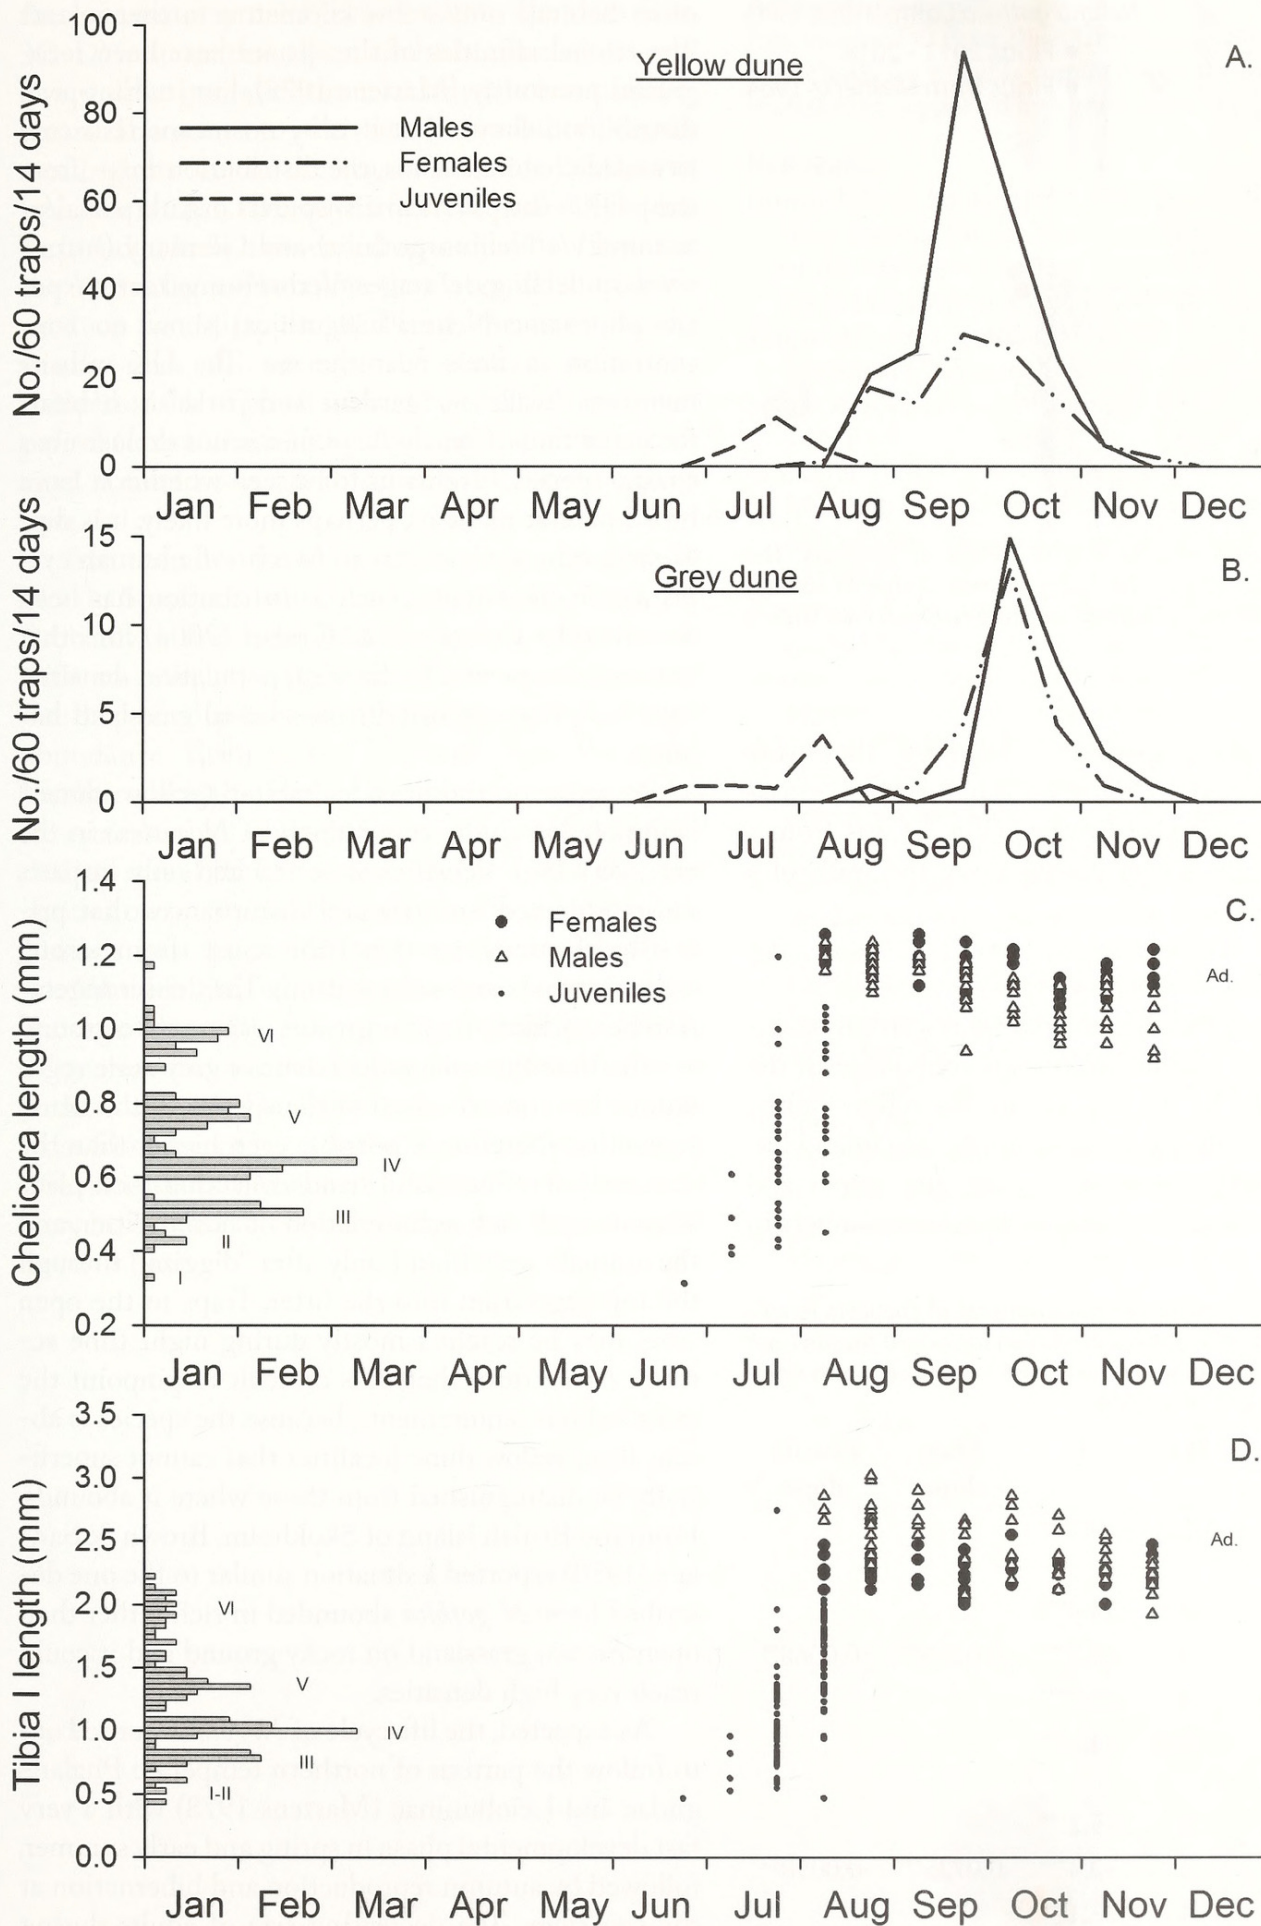 No./60 traps/14 days
100
80
60
40
20
0
Yellow dune
A.
Males
Females
Juveniles
Jan Feb Mar Apr May Jun Jul Aug Sep Oct Nov Dec
No./60 traps/14 days
15
10
5
0
Grey dune
B.
Jan Feb Mar Apr May Jun Jul Aug Sep Oct Nov Dec
Chelicera length (mm)
1.4
1.2
1.0
0.8
0.6
0.4
0.2
C.
Females
Males
Juveniles
Ad.
VI
V
IV
III
II
I
Jan Feb Mar Apr May Jun Jul Aug Sep Oct Nov Dec
Tibia I length (mm)
3.5
3.0
2.5
2.0
1.5
1.0
0.5
0.0
D.
Ad.
VI
V
IV
III
I-II
Jan Feb Mar Apr May Jun Jul Aug Sep Oct Nov Dec